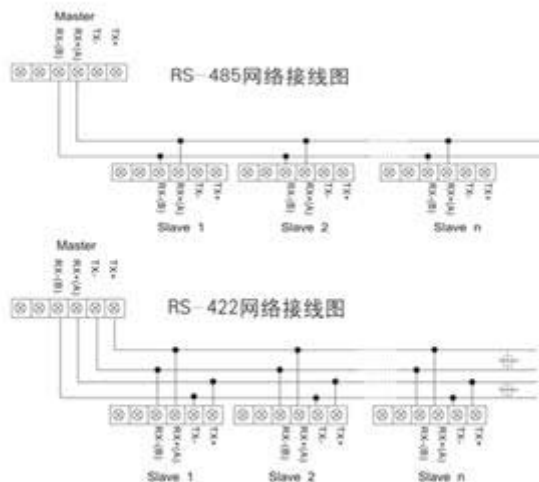 Master
RX-(B) RX+(A) TX- TX+
RS-485网络接线图
RX-(B) RX+(A) TX- TX+ RX-(B) RX+(A) TX- TX+ RX-(B) RX+(A) TX- TX+
Slave 1 Slave 2 Slave n
Master
RX-(B) RX+(A) TX- TX+
RS-422网络接线图
RX-(B) RX+(A) TX- TX+ RX-(B) RX+(A) TX- TX+ RX-(B) RX+(A) TX- TX+
Slave 1 Slave 2 Slave n